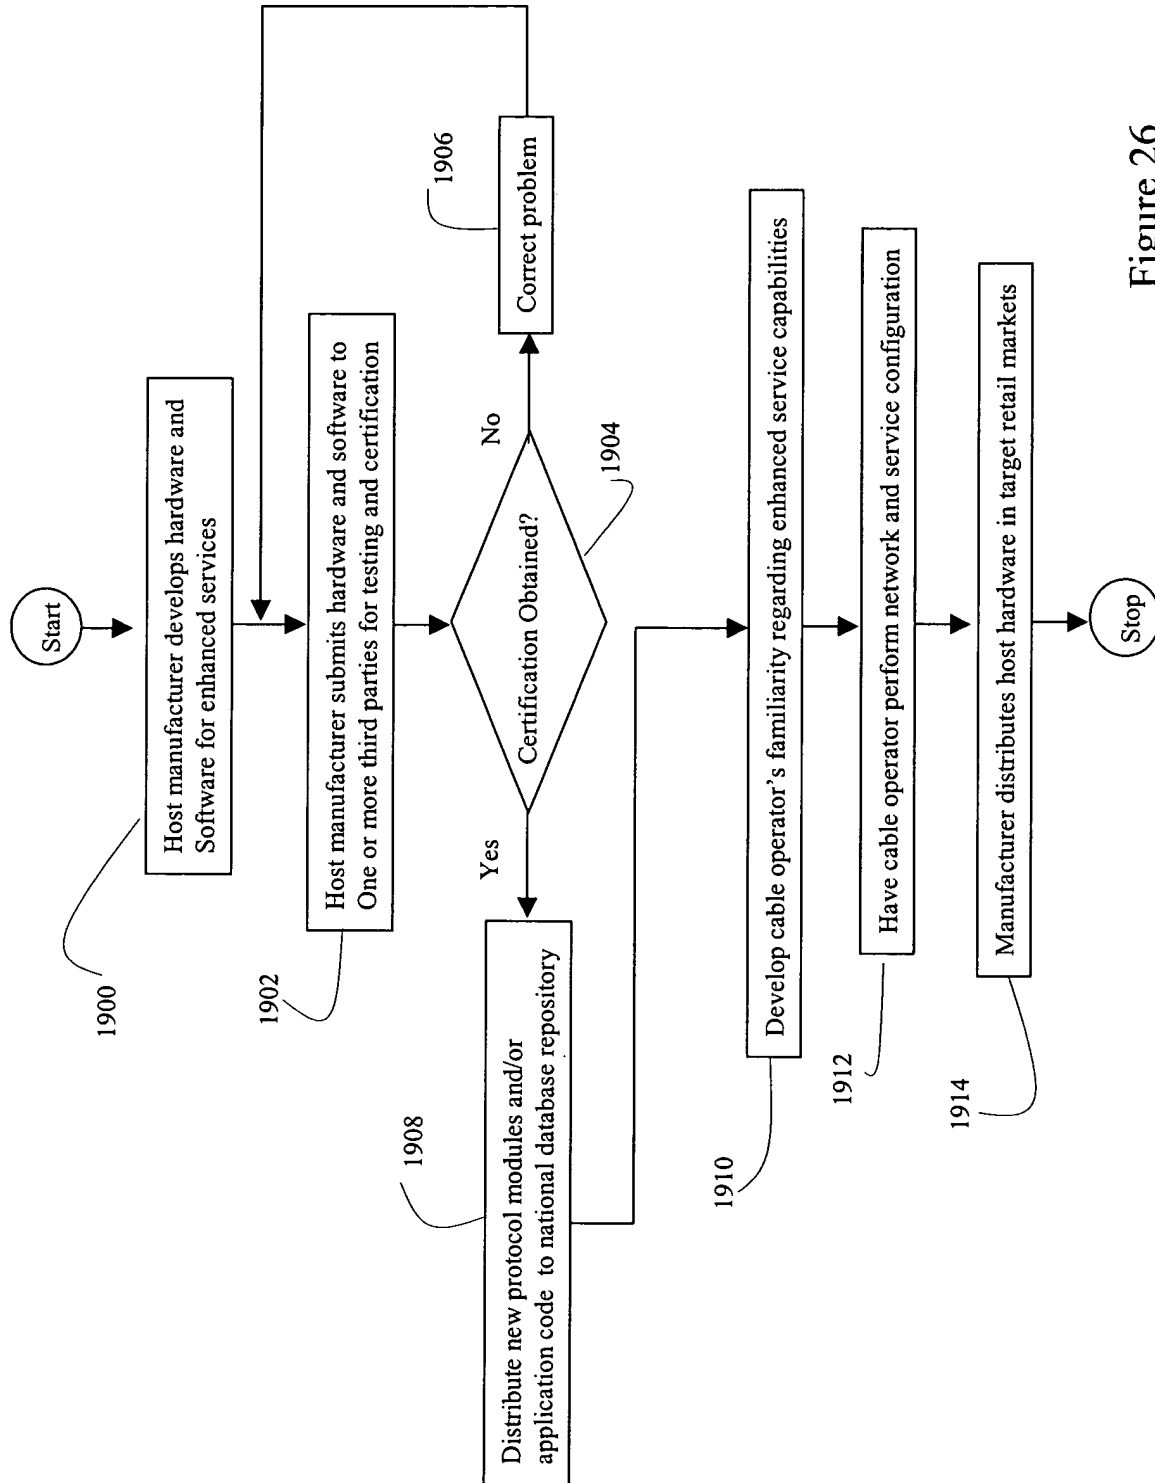 Start
Host manufacturer develops hardware and
Software for enhanced services
1900
Host manufacturer submits hardware and software to
One or more third parties for testing and certification
1902
Certification Obtained?
1904
No
Correct problem
1906
Yes
Distribute new protocol modules and/or
application code to national database repository
1908
Develop cable operator's familiarity regarding enhanced service capabilities
1910
Have cable operator perform network and service configuration
1912
Manufacturer distributes host hardware in target retail markets
1914
Stop
Figure 26